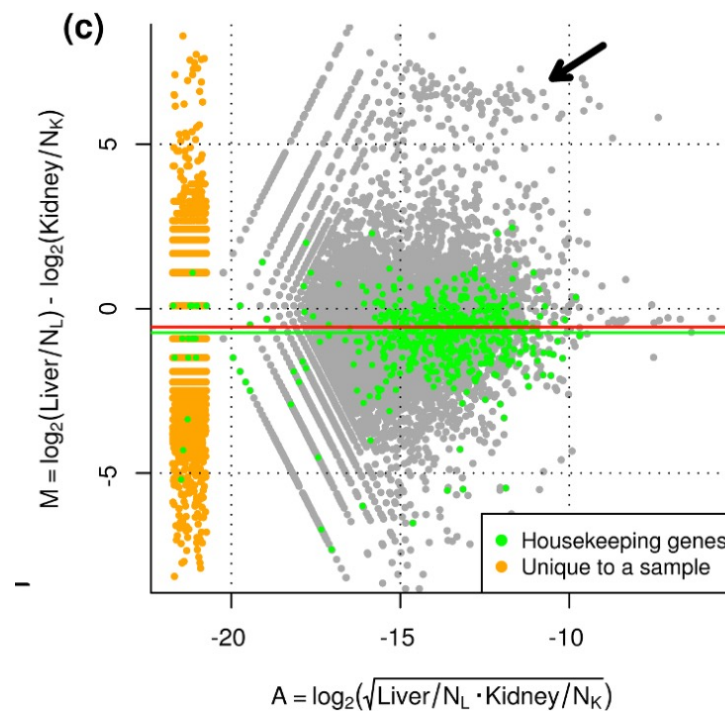 (c)
M = log2(Liver/NL) - log2(Kidney/NK)
5
0
-5
Housekeeping genes
Unique to a sample
-20 -15 -10
A = log2(√Liver/NL · Kidney/NK)